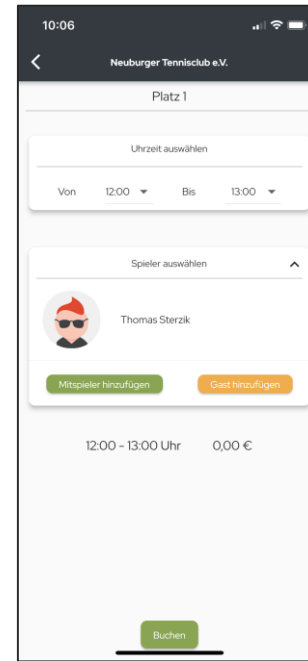 10:06
Neuburger Tennisclub e.V.
Platz 1
Uhrzeit auswählen
Von 12:00 Bis 13:00
Spieler auswählen
Thomas Sterzik
Mitspieler hinzufügen Gast hinzufügen
12:00 - 13:00 Uhr 0,00 €
Buchen